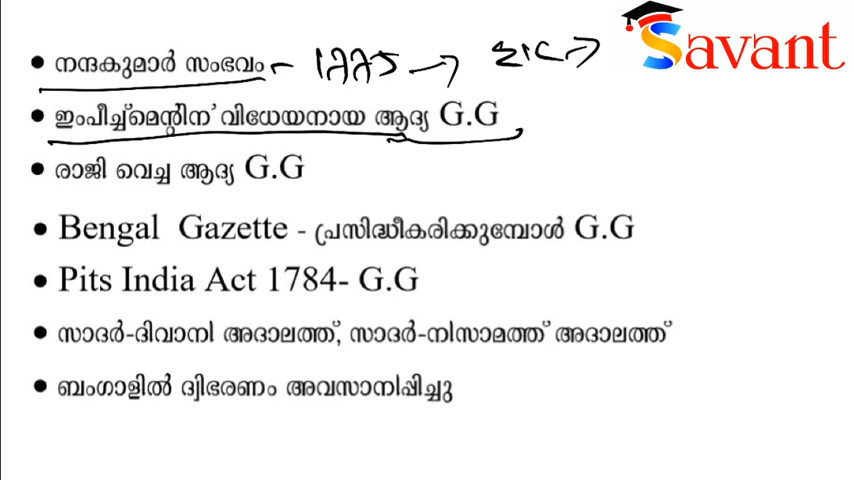 Savant
• നന്ദകുമാർ സംഭവം - 1775 → EIC →
• ഇംപീച്ച്മെന്റിന് വിധേയനായ ആദ്യ G.G
• രാജി വെച്ച ആദ്യ G.G
• Bengal Gazette - പ്രസിദ്ധീകരിക്കുമ്പോൾ G.G
• Pits India Act 1784- G.G
• സാദർ-ദിവാനി അദാലത്ത്, സാദർ-നിസാമത്ത് അദാലത്ത്
• ബംഗാളിൽ ദ്വിഭരണം അവസാനിപ്പിച്ചു